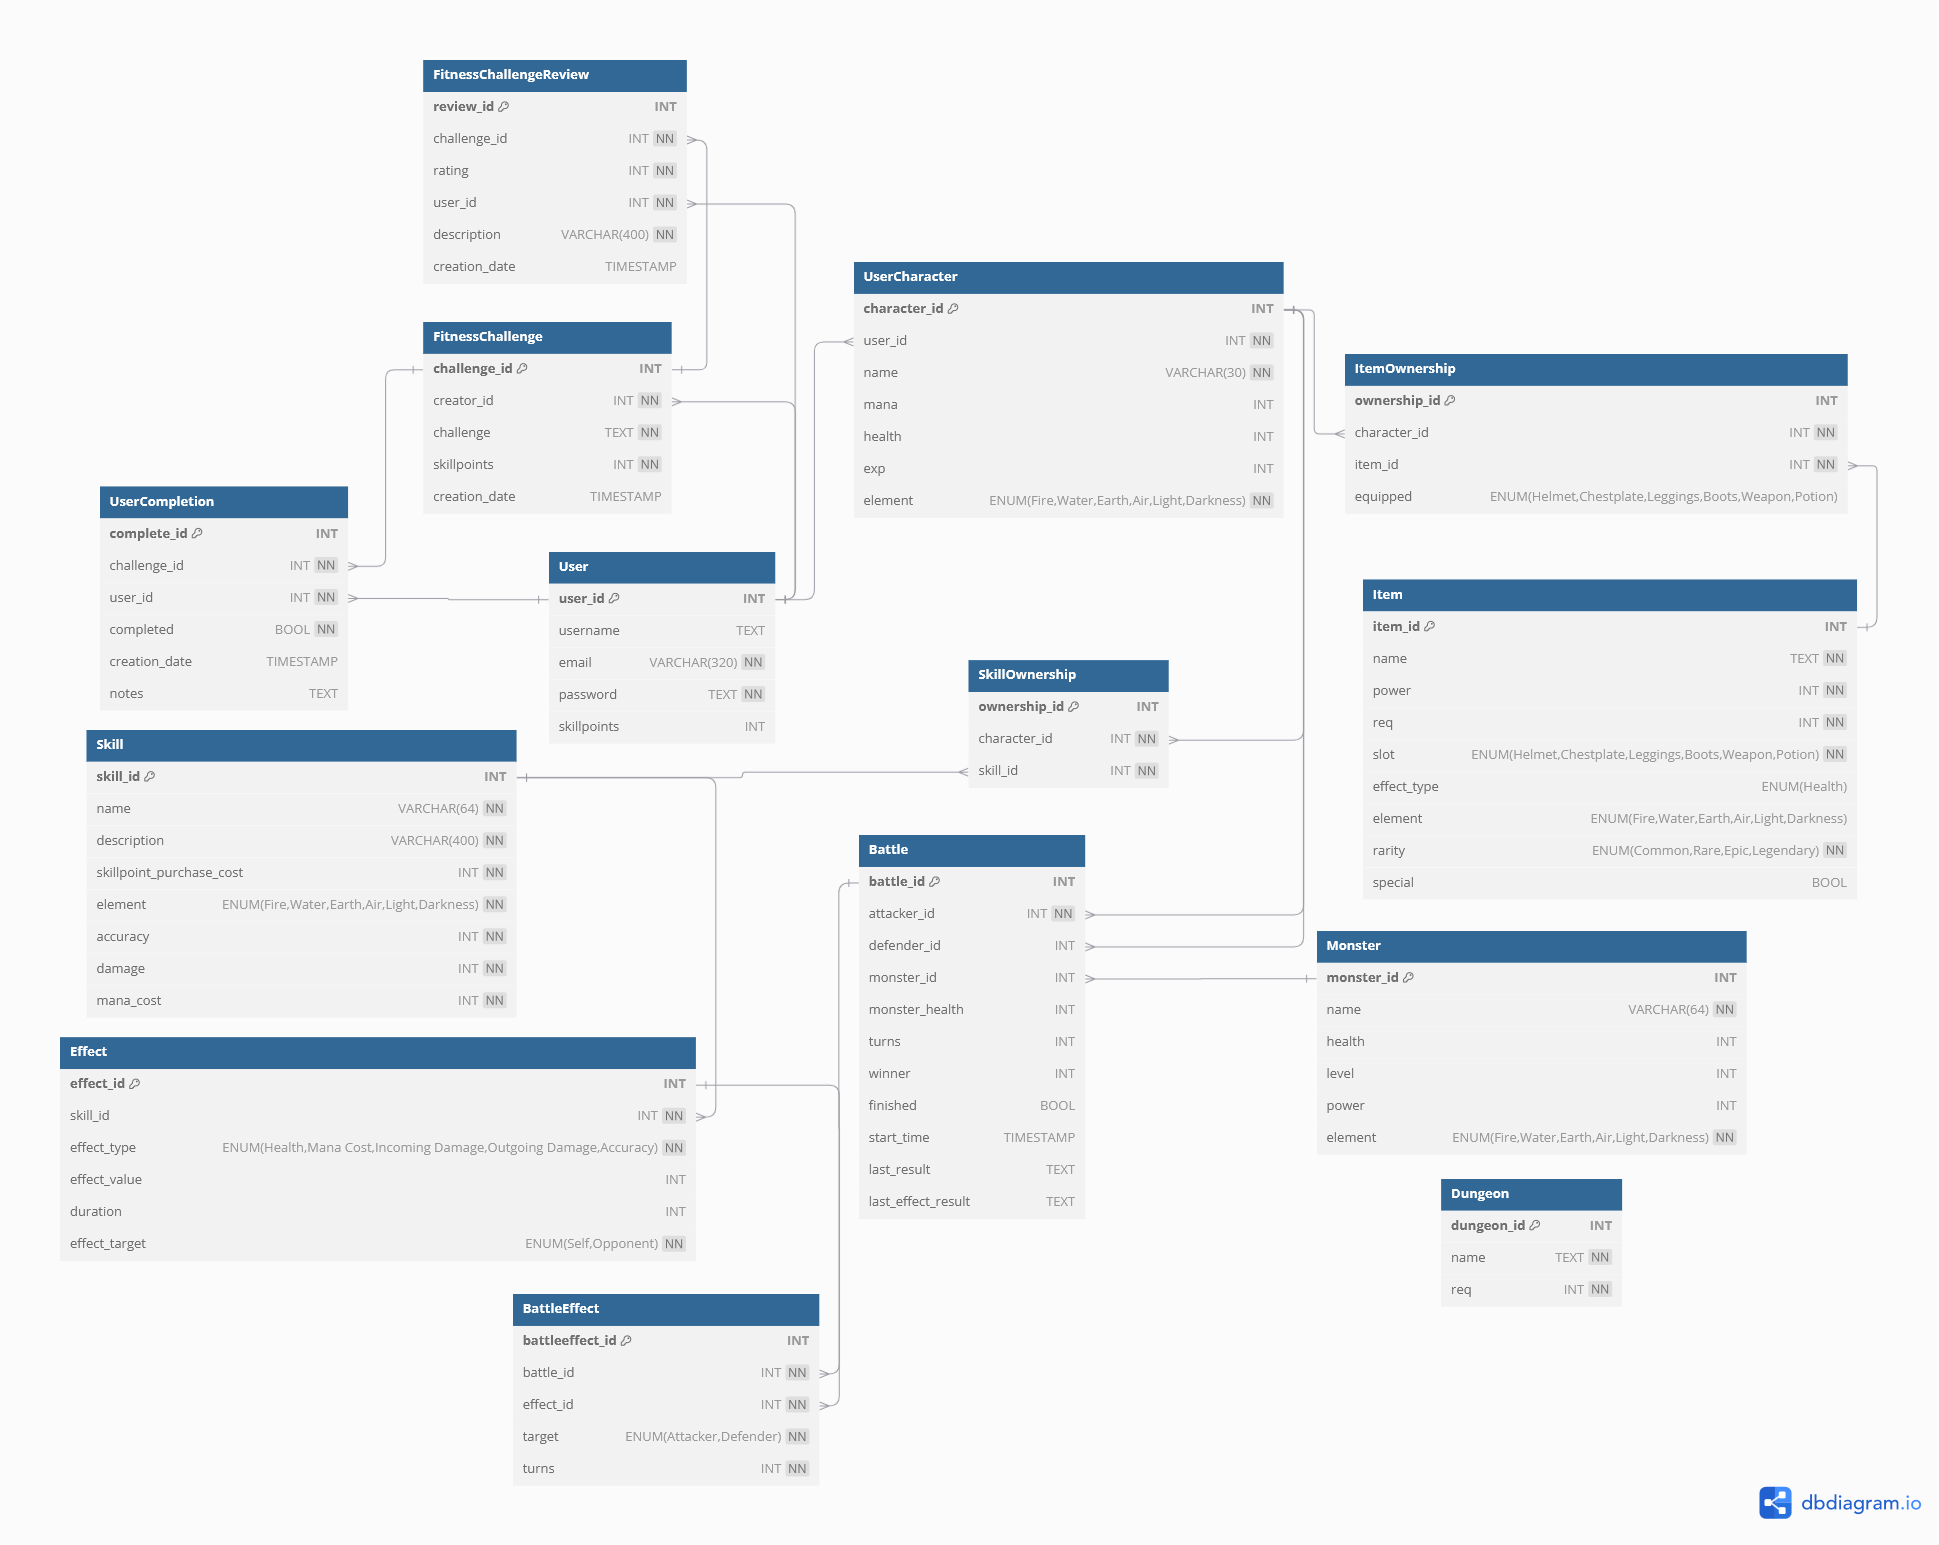 FitnessChallengeReview
review_id INT
challenge_id INT NN
rating INT NN
user_id INT NN
description VARCHAR(400) NN
creation_date TIMESTAMP
FitnessChallenge
challenge_id INT
creator_id INT NN
challenge TEXT NN
skillpoints INT NN
creation_date TIMESTAMP
UserCompletion
complete_id INT
challenge_id INT NN
user_id INT NN
completed BOOL NN
creation_date TIMESTAMP
notes TEXT
User
user_id INT
username TEXT
email VARCHAR(320) NN
password TEXT NN
skillpoints INT
UserCharacter
character_id INT
user_id INT NN
name VARCHAR(30) NN
mana INT
health INT
exp INT
element ENUM(Fire,Water,Earth,Air,Light,Darkness) NN
ItemOwnership
ownership_id INT
character_id INT NN
item_id INT NN
equipped ENUM(Helmet,Chestplate,Leggings,Boots,Weapon,Potion)
Item
item_id INT
name TEXT NN
power INT NN
req INT NN
slot ENUM(Helmet,Chestplate,Leggings,Boots,Weapon,Potion) NN
effect_type ENUM(Health)
element ENUM(Fire,Water,Earth,Air,Light,Darkness)
rarity ENUM(Common,Rare,Epic,Legendary) NN
special BOOL
SkillOwnership
ownership_id INT
character_id INT NN
skill_id INT NN
Skill
skill_id INT
name VARCHAR(64) NN
description VARCHAR(400) NN
skillpoint_purchase_cost INT NN
element ENUM(Fire,Water,Earth,Air,Light,Darkness) NN
accuracy INT NN
damage INT NN
mana_cost INT NN
Battle
battle_id INT
attacker_id INT NN
defender_id INT
monster_id INT
monster_health INT
turns INT
winner INT
finished BOOL
start_time TIMESTAMP
last_result TEXT
last_effect_result TEXT
Monster
monster_id INT
name VARCHAR(64) NN
health INT
level INT
power INT
element ENUM(Fire,Water,Earth,Air,Light,Darkness) NN
Effect
effect_id INT
skill_id INT NN
effect_type ENUM(Health,Mana Cost,Incoming Damage,Outgoing Damage,Accuracy) NN
effect_value INT
duration INT
effect_target ENUM(Self,Opponent) NN
Dungeon
dungeon_id INT
name TEXT NN
req INT NN
BattleEffect
battleeffect_id INT
battle_id INT NN
effect_id INT NN
target ENUM(Attacker,Defender) NN
turns INT NN
dbdiagram.io